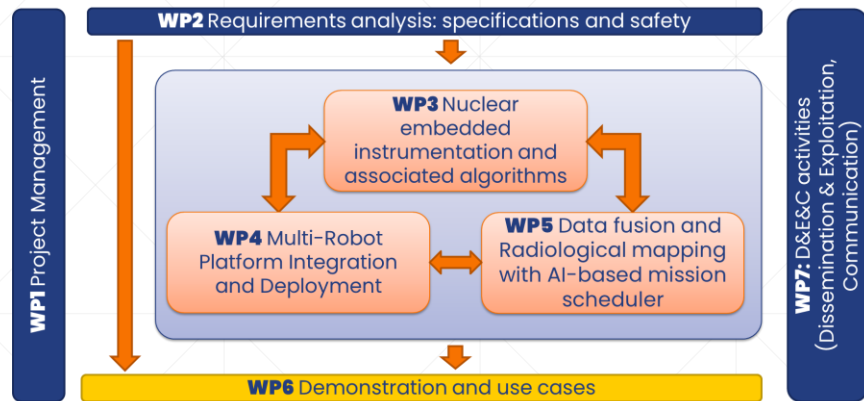 WP1 Project Management
WP2 Requirements analysis: specifications and safety
WP3 Nuclear
embedded
instrumentation and
associated algorithms
WP4 Multi-Robot
Platform Integration
and Deployment
WP5 Data fusion and
Radiological mapping
with AI-based mission
scheduler
WP6 Demonstration and use cases
WP7: D&E&C activities
(Dissemination & Exploitation,
Communication)